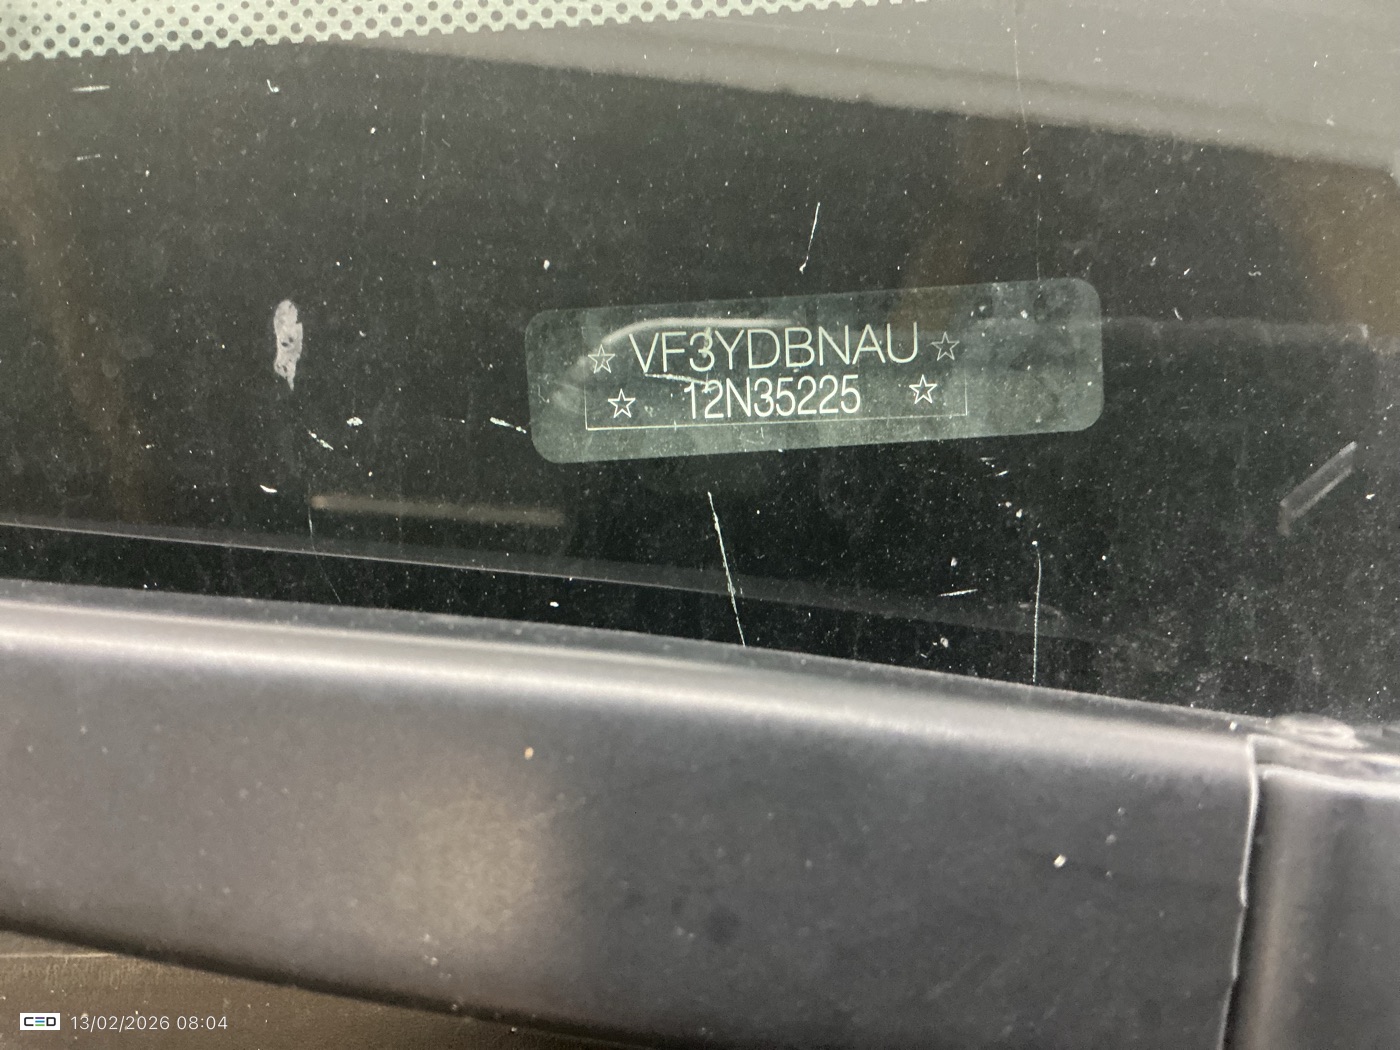 ☆ VF3YDBNAU ☆
☆ 12N35225 ☆
CED 13/02/2026 08:04